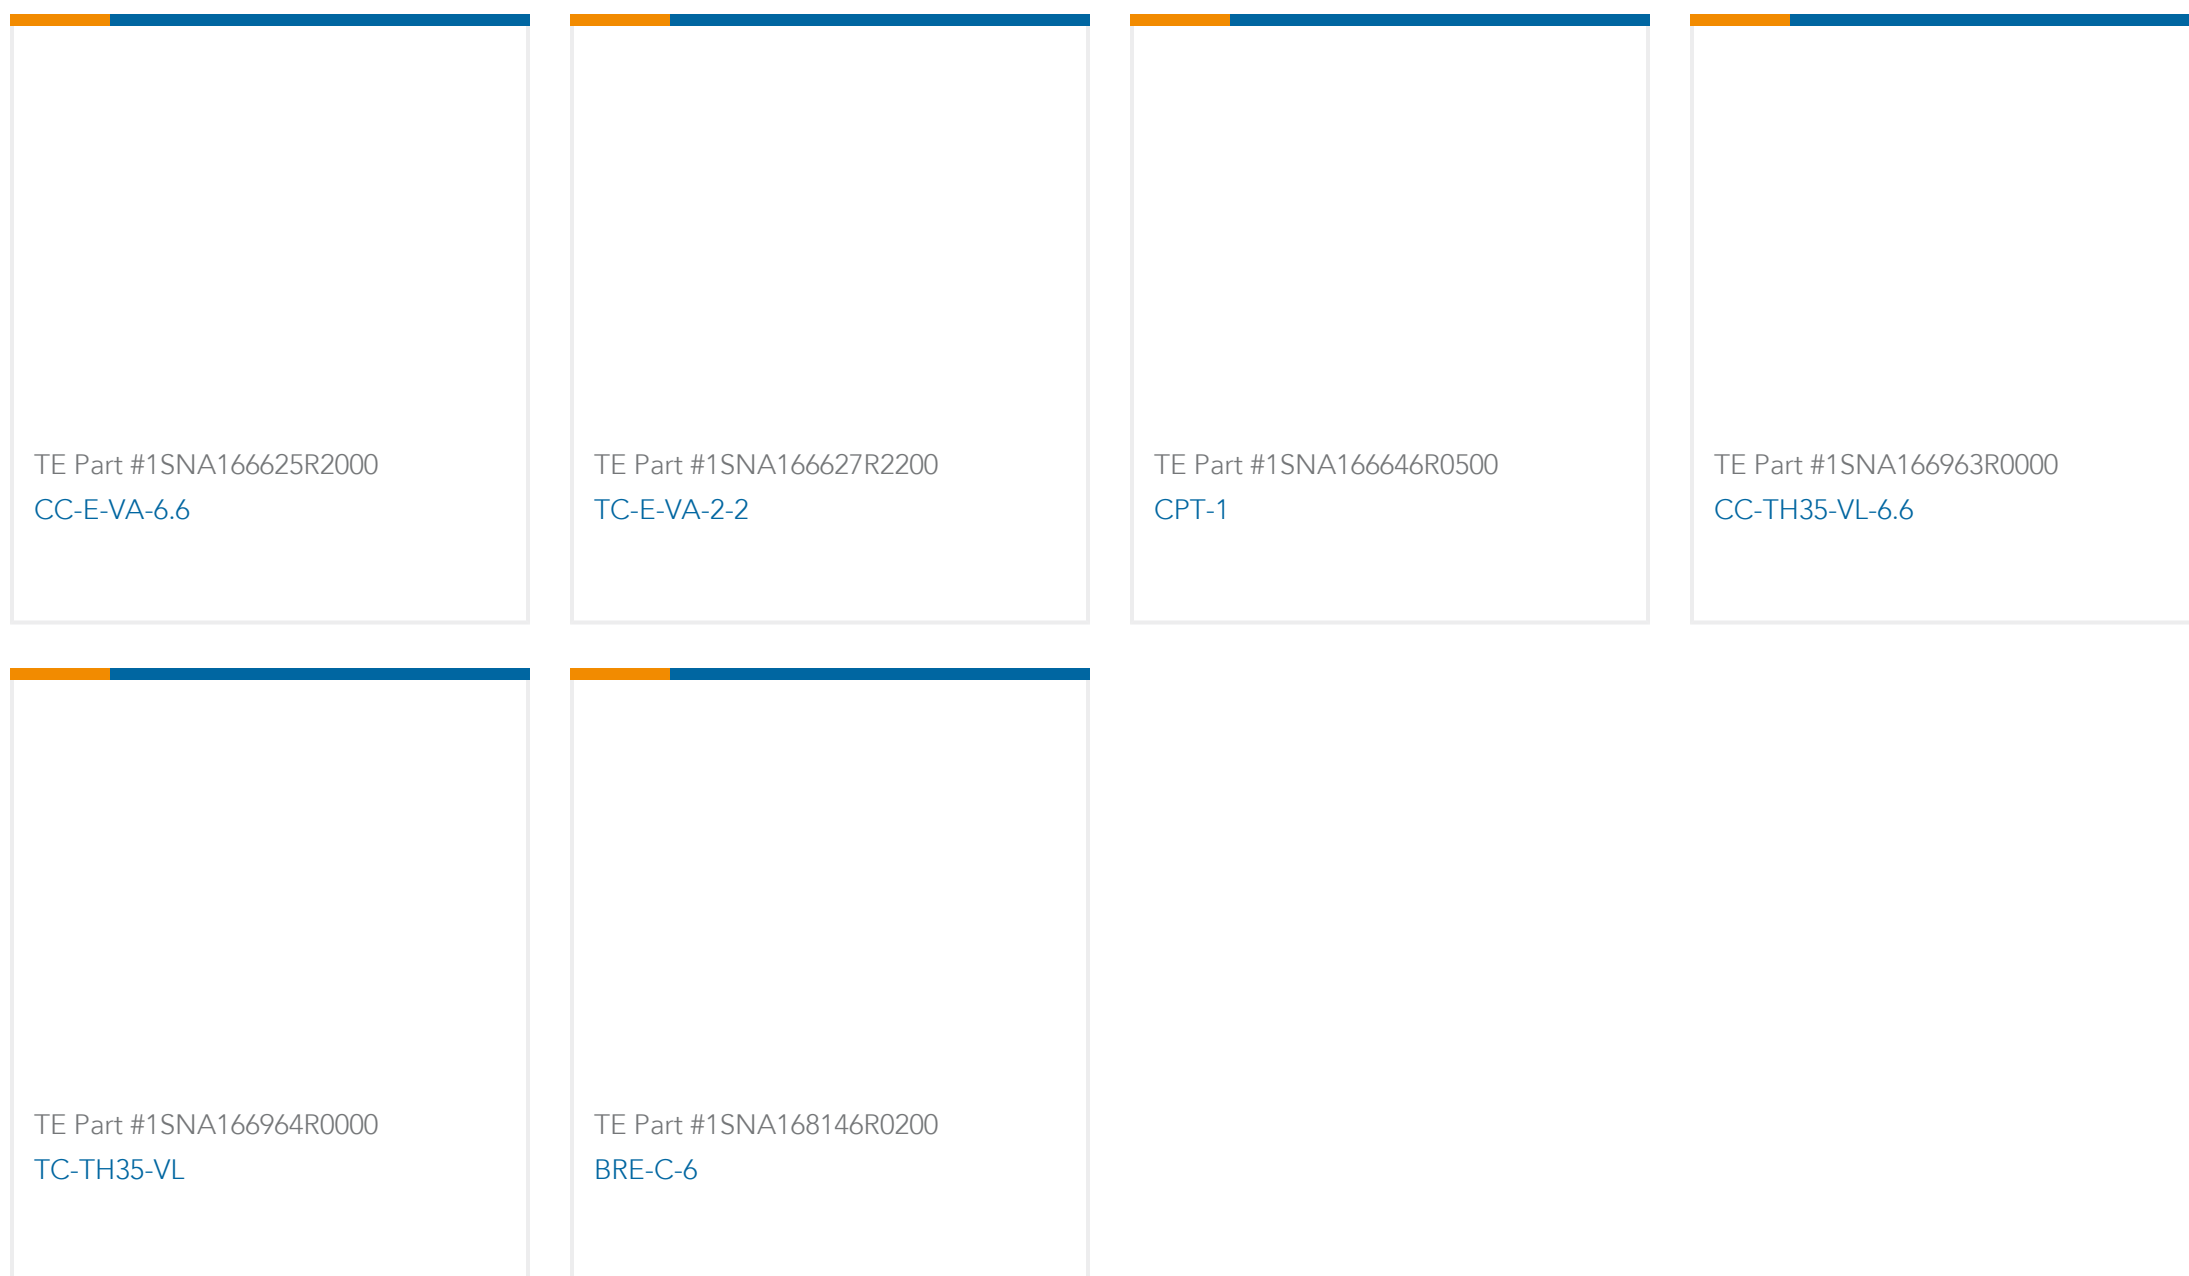 TE Part #1SNA166625R2000
CC-E-VA-6.6
TE Part #1SNA166627R2200
TC-E-VA-2-2
TE Part #1SNA166646R0500
CPT-1
TE Part #1SNA166963R0000
CC-TH35-VL-6.6
TE Part #1SNA166964R0000
TC-TH35-VL
TE Part #1SNA168146R0200
BRE-C-6